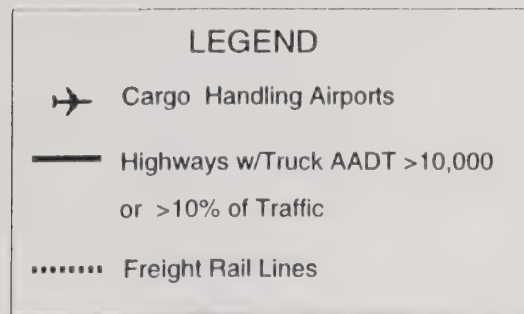 LEGEND
Cargo Handling Airports
Highways w/Truck AADT >10,000
or >10% of Traffic
Freight Rail Lines